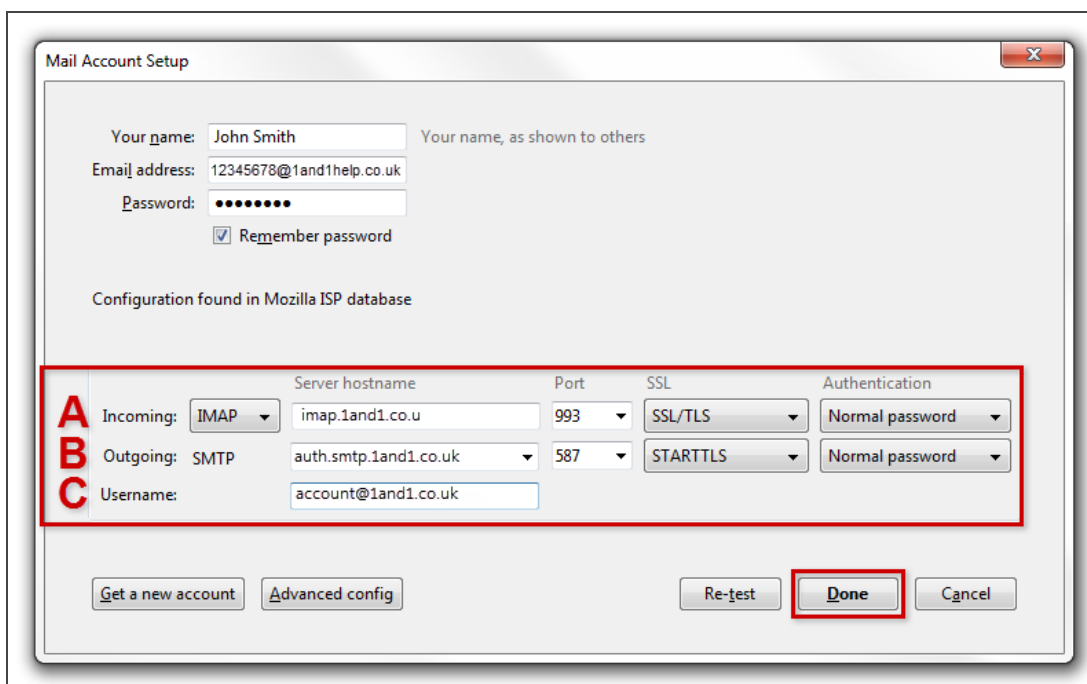 Mail Account Setup
Your name: John Smith Your name, as shown to others
Email address: 12345678@1and1help.co.uk
Password: ●●●●●●●●
Remember password
Configuration found in Mozilla ISP database
Server hostname Port SSL Authentication
A Incoming: IMAP imap.1and1.co.u 993 SSL/TLS Normal password
B Outgoing: SMTP auth.smtp.1and1.co.uk 587 STARTTLS Normal password
C Username: account@1and1.co.uk
Get a new account Advanced config Re-test Done Cancel